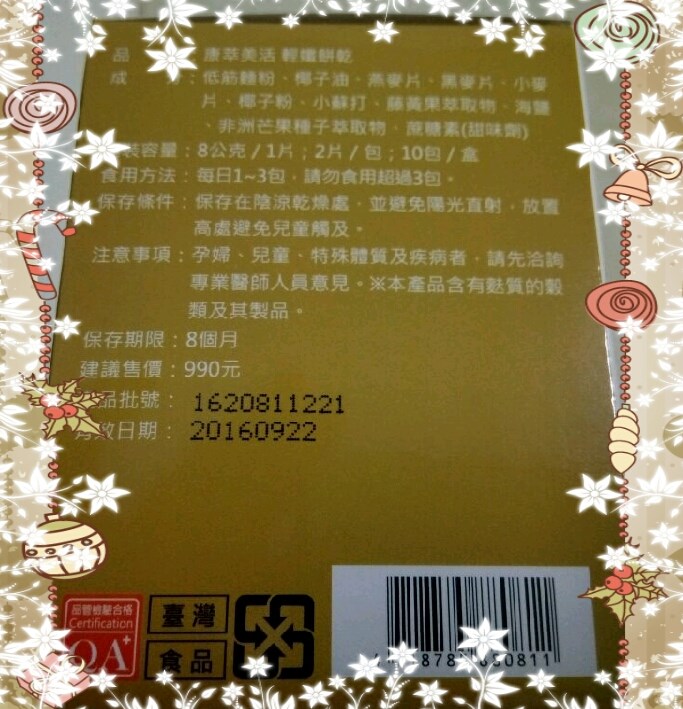 品 康萃美活 輕孅餅乾
成 分：低筋麵粉、椰子油、燕麥片、黑麥片、小麥
片、椰子粉、小蘇打、藤黃果萃取物、海鹽
、非洲芒果種子萃取物、蔗糖素(甜味劑)
裝容量：8公克/1片；2片/包；10包/盒
食用方法：每日1~3包，請勿食用超過3包。
保存條件：保存在陰涼乾燥處，並避免陽光直射，放置
高處避免兒童觸及。
注意事項：孕婦、兒童、特殊體質及疾病者，請先洽詢
專業醫師人員意見。※本產品含有麩質的穀
類及其製品。
保存期限：8個月
建議售價：990元
品批號：1620811221
有效日期：20160922
品管檢驗合格
Certification
QA+
臺灣
食品